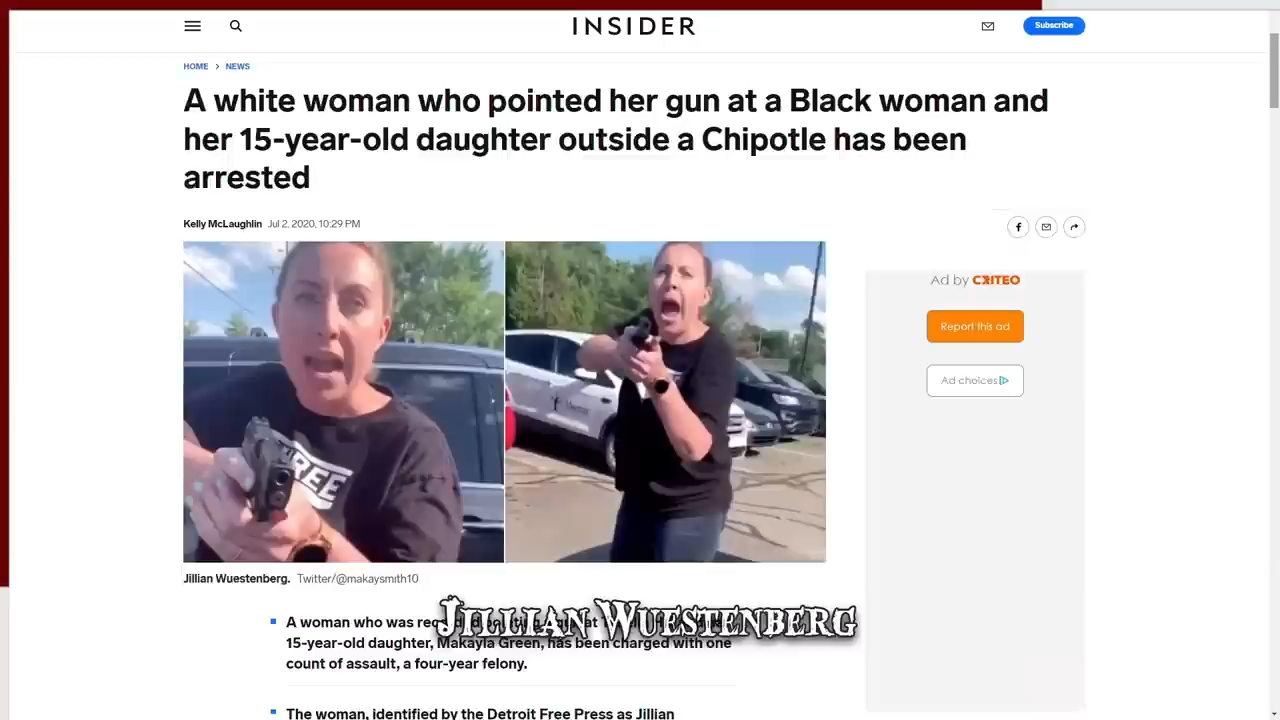 INSIDER
Subscribe
HOME > NEWS
A white woman who pointed her gun at a Black woman and
her 15-year-old daughter outside a Chipotle has been
arrested
Kelly McLaughlin Jul 2, 2020, 10:29 PM
Ad by CRITEO
Report this ad
Ad choices
REE
Jillian Wuestenberg. Twitter/@makaysmith10
JILLIAN WUESTENBERG
A woman who was
15-year-old daughter, Makayla Green, has been charged with one
count of assault, a four-year felony.
The woman, identified by the Detroit Free Press as Jillian